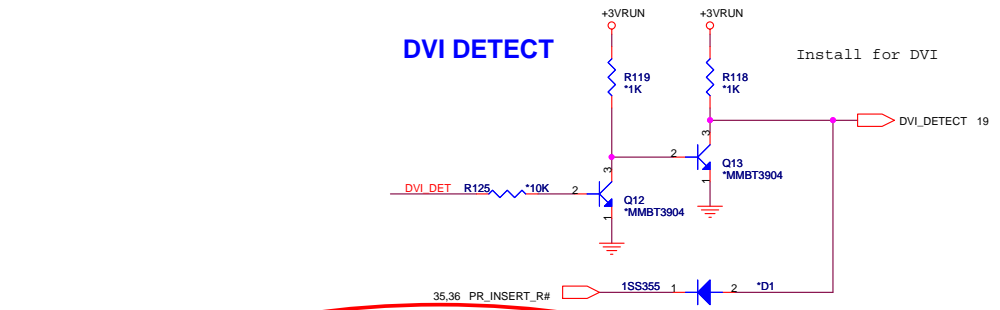 +3VRUN
+3VRUN
DVI DETECT
Install for DVI
R119
*1K
R118
*1K
DVI_DETECT 19
3
2
Q13
*MMBT3904
1
3
DVI_DET R125 *10K 2
Q12
*MMBT3904
1
35,36 PR_INSERT_R# 1SS355 1 2 *D1